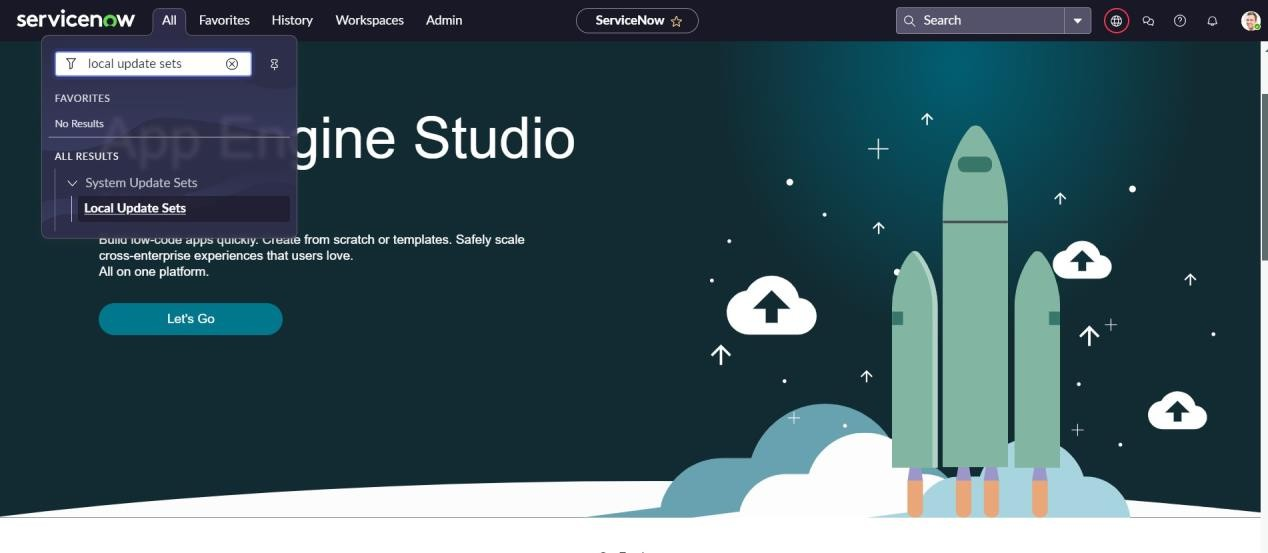 servicenow All Favorites History Workspaces Admin ServiceNow Search
local update sets
FAVORITES
No Results
App Engine Studio
ALL RESULTS
System Update Sets
Local Update Sets
Build low-code apps quickly. Create from scratch or templates. Safely scale
cross-enterprise experiences that users love.
All on one platform.
Let's Go